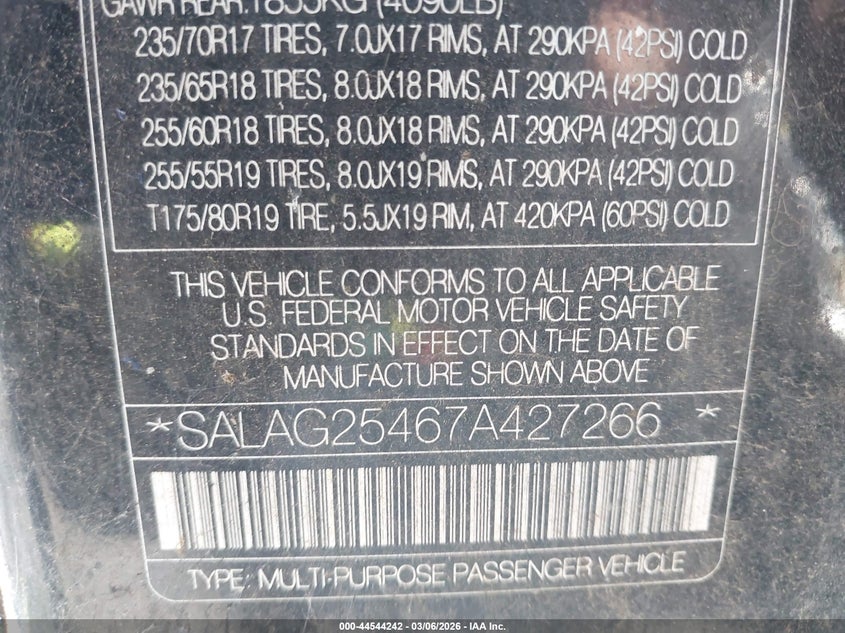 GAWR REAR:1855KG (4090LB)
235/70R17 TIRES, 7.0JX17 RIMS, AT 290KPA (42PSI) COLD
235/65R18 TIRES, 8.0JX18 RIMS, AT 290KPA (42PSI) COLD
255/60R18 TIRES, 8.0JX18 RIMS, AT 290KPA (42PSI) COLD
255/55R19 TIRES, 8.0JX19 RIMS, AT 290KPA (42PSI) COLD
T175/80R19 TIRE, 5.5JX19 RIM, AT 420KPA (60PSI) COLD
THIS VEHICLE CONFORMS TO ALL APPLICABLE
U.S. FEDERAL MOTOR VEHICLE SAFETY
STANDARDS IN EFFECT ON THE DATE OF
MANUFACTURE SHOWN ABOVE
*SALAG25467A427266 *
TYPE: MULTI-PURPOSE PASSENGER VEHICLE
000-44544242 — 03/06/2026 — IAA Inc.